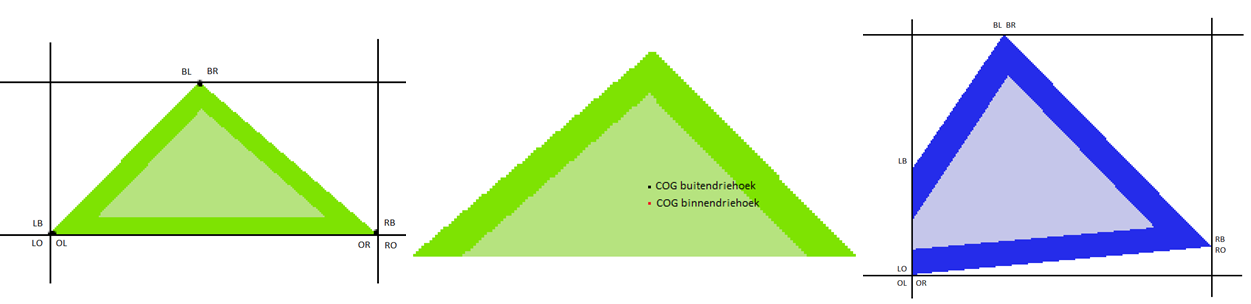 BL BR
LB
LO OL
OR
RB
RO
COG buitendriehoek
COG binnendriehoek
BL BR
LB
LO
OL OR
RB
RO